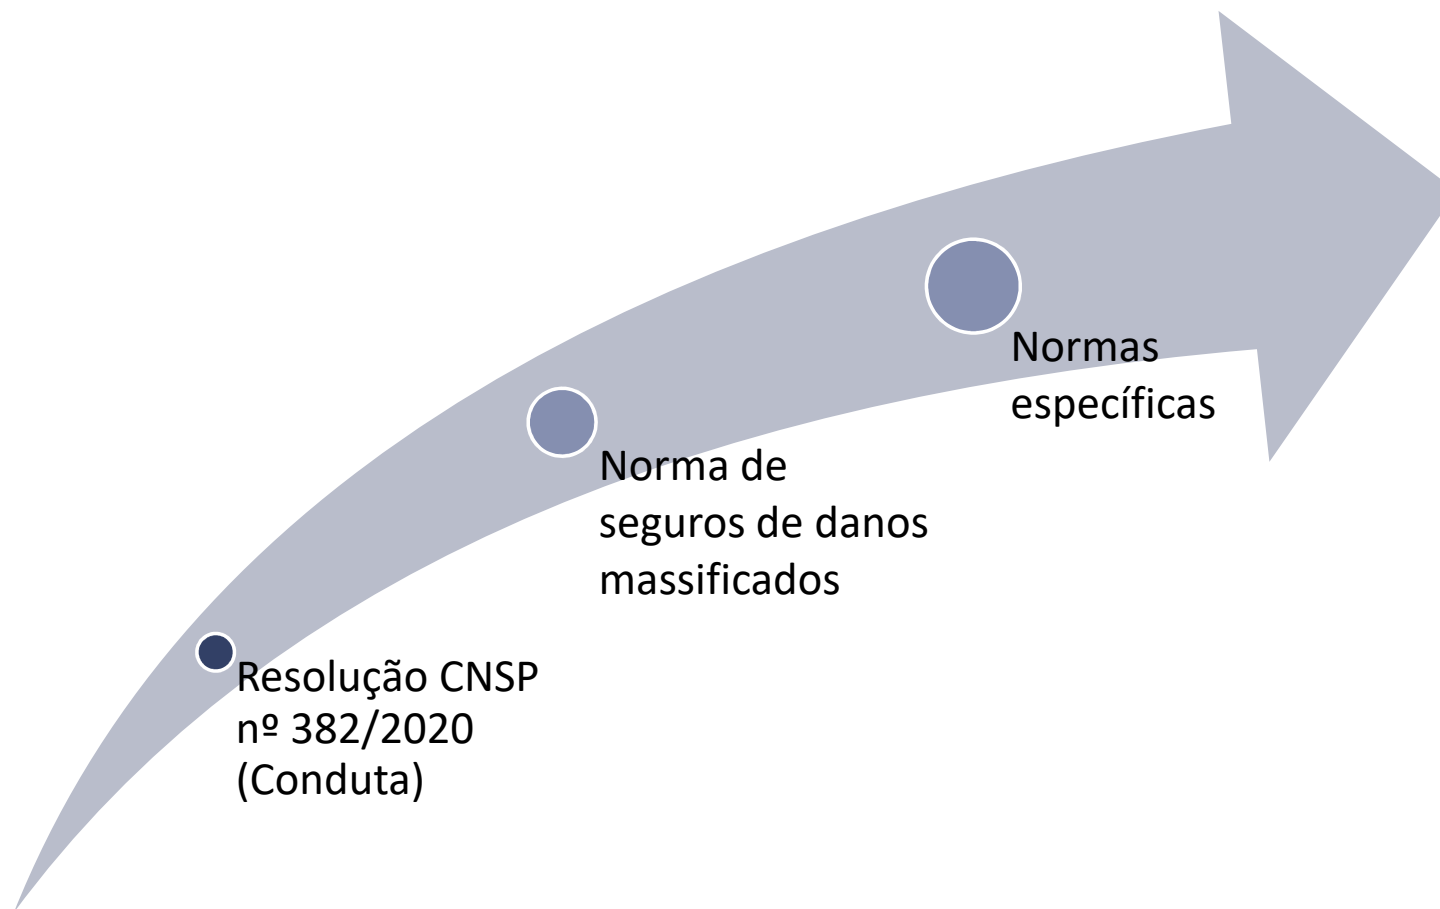 Normas
específicas
Norma de
seguros de danos
massificados
Resolução CNSP
nº 382/2020
(Conduta)